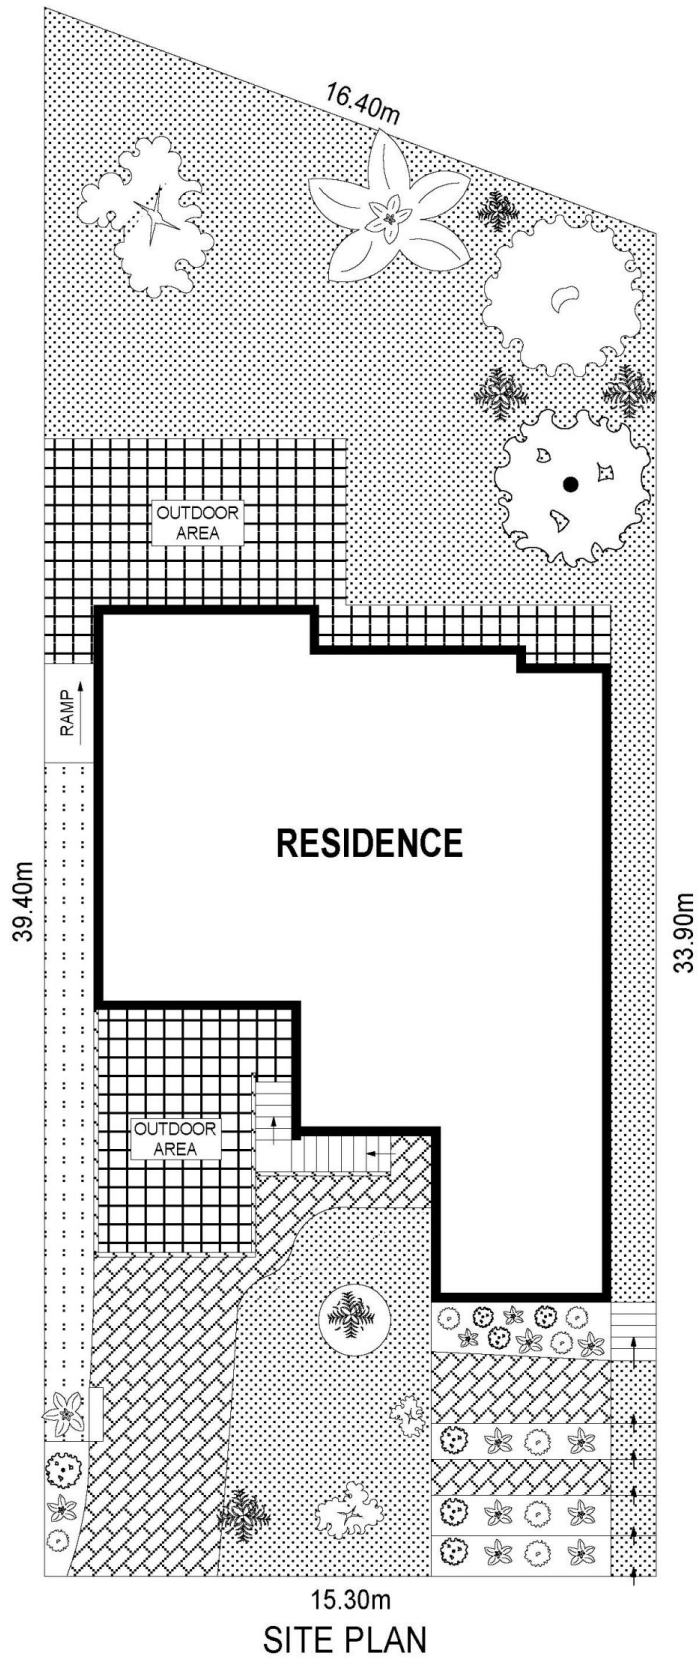 16.40m
OUTDOOR
AREA
RAMP
RESIDENCE
39.40m
33.90m
OUTDOOR
AREA
15.30m
SITE PLAN